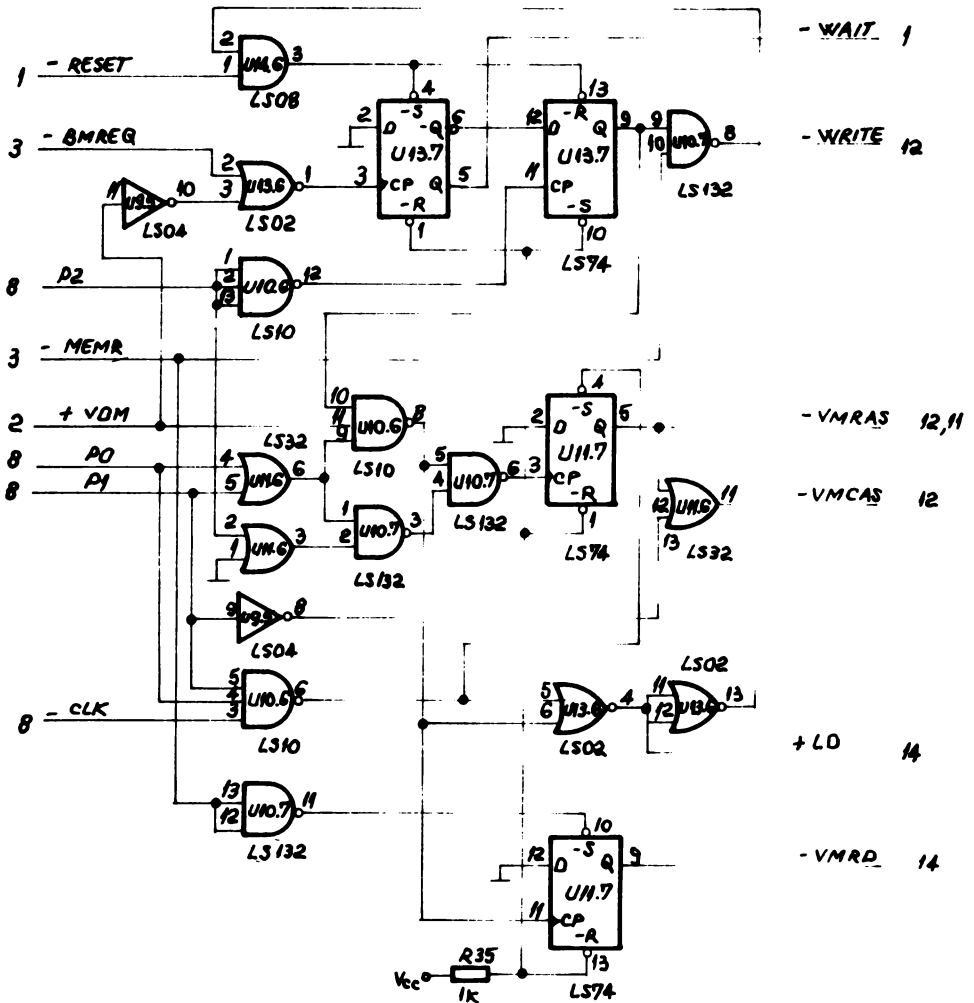 - WAIT 1
2
1
U14.6
3
LS08
1 - RESET
4
13
-S
2 D -Q 6
U13.7
3 CP Q 5
-R
1
-R
12 D Q 9
U13.7
11 CP
-S
10
LS74
9
10
U10.7
8
LS132
- WRITE 12
3 - BMREQ
2
3
U13.6
1
LS02
11
U9.5
10
LS04
8 P2
1
2
13
U10.6
12
LS10
3 - MEMR
2 + VDM
8 P0
8 P1
10
11
9
U10.6
8
LS10
LS32
4
5
U11.6
6
5
4
U10.7
6
LS132
4
-S
2 D Q 5
U11.7
3 CP
-R
1
LS74
- VMRAS 12,11
12
13
U11.6
11
LS32
- VMCAS 12
2
1
U11.6
3
1
2
U10.7
3
LS132
9
U9.5
8
LS04
5
4
3
U10.6
6
LS10
8 - CLK
5
6
U13.6
4
LS02
LS02
11
12
U13.6
13
+ LD 14
13
12
U10.7
11
LS132
10
-S
12 D Q 9
U11.7
11 CP
-R
13
LS74
- VMRD 14
Vcc
R35
1K